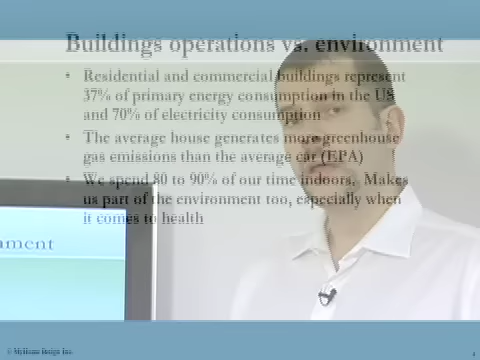 Buildings operations vs. environment
• Residential and commercial buildings represent
37% of primary energy consumption in the US
and 70% of electricity consumption
• The average house generates more greenhouse
gas emissions than the average car (EPA)
• We spend 80 to 90% of our time indoors. Makes
us part of the environment too, especially when
it comes to health
nment
© MyHome Design Inc.